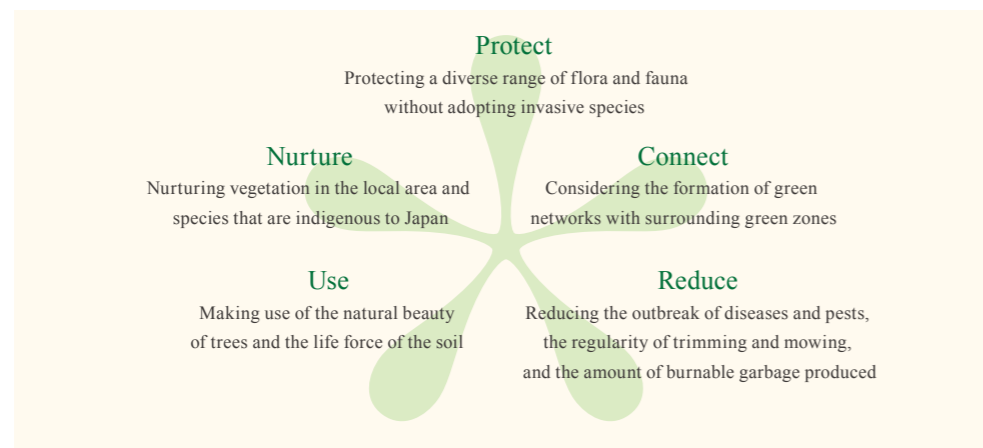 Protect
Protecting a diverse range of flora and fauna
without adopting invasive species
Nurture
Nurturing vegetation in the local area and
species that are indigenous to Japan
Connect
Considering the formation of green
networks with surrounding green zones
Use
Making use of the natural beauty
of trees and the life force of the soil
Reduce
Reducing the outbreak of diseases and pests,
the regularity of trimming and mowing,
and the amount of burnable garbage produced